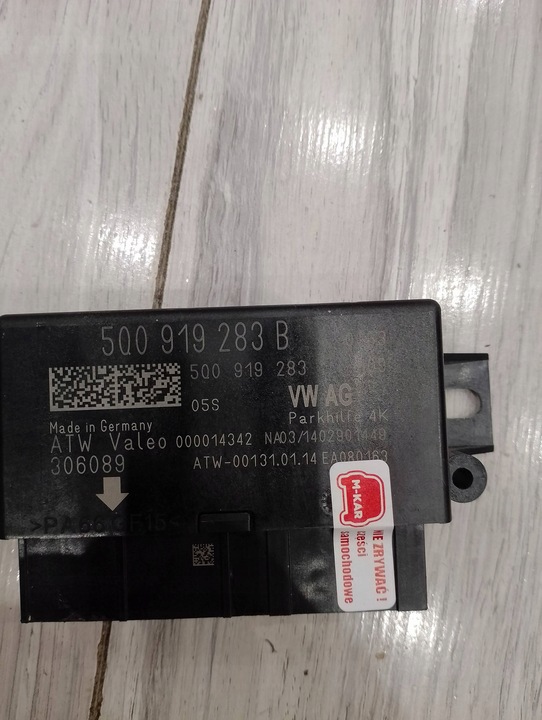 5Q0 919 283 B
5Q0 919 283
05S
VW AG
Parkhilfe 4K
Made in Germany
ATW Valeo 000014342 NA03/1402901449
306089
ATW-00131.01.14 EA080163
M-KAR
NIE ZRYWAĆ !
części
samochodowe